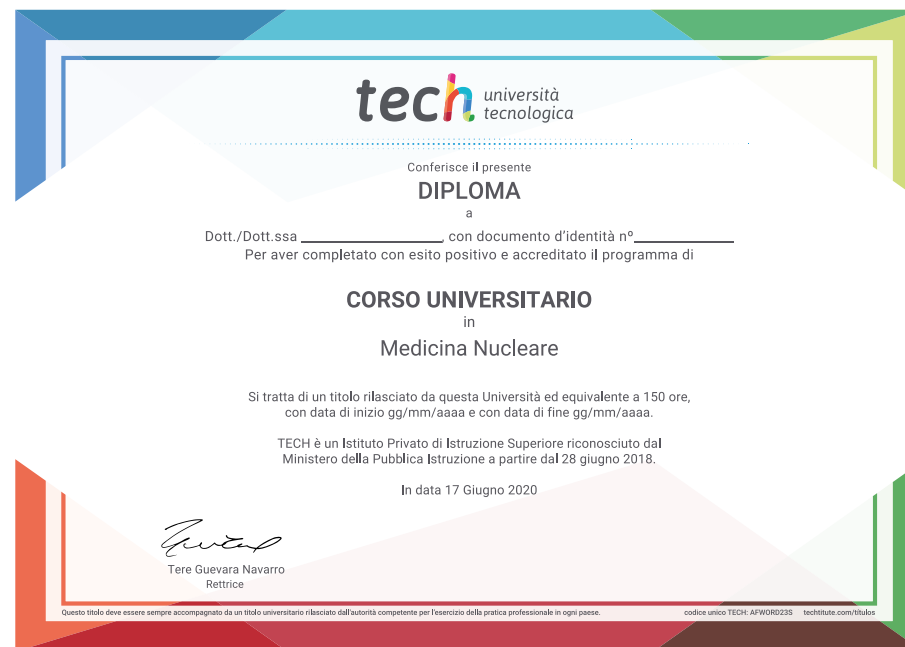 tech università
tecnologica
Conferisce il presente
DIPLOMA
a
Dott./Dott.ssa ____________________, con documento d'identità nº______________
Per aver completato con esito positivo e accreditato il programma di
CORSO UNIVERSITARIO
in
Medicina Nucleare
Si tratta di un titolo rilasciato da questa Università ed equivalente a 150 ore,
con data di inizio gg/mm/aaaa e con data di fine gg/mm/aaaa.
TECH è un Istituto Privato di Istruzione Superiore riconosciuto dal
Ministero della Pubblica Istruzione a partire dal 28 giugno 2018.
In data 17 Giugno 2020
Tere Guevara Navarro
Rettrice
Questo titolo deve essere sempre accompagnato da un titolo universitario rilasciato dall'autorità competente per l'esercizio della pratica professionale in ogni paese. codice unico TECH: AFWORD23S techtitute.com/titulos